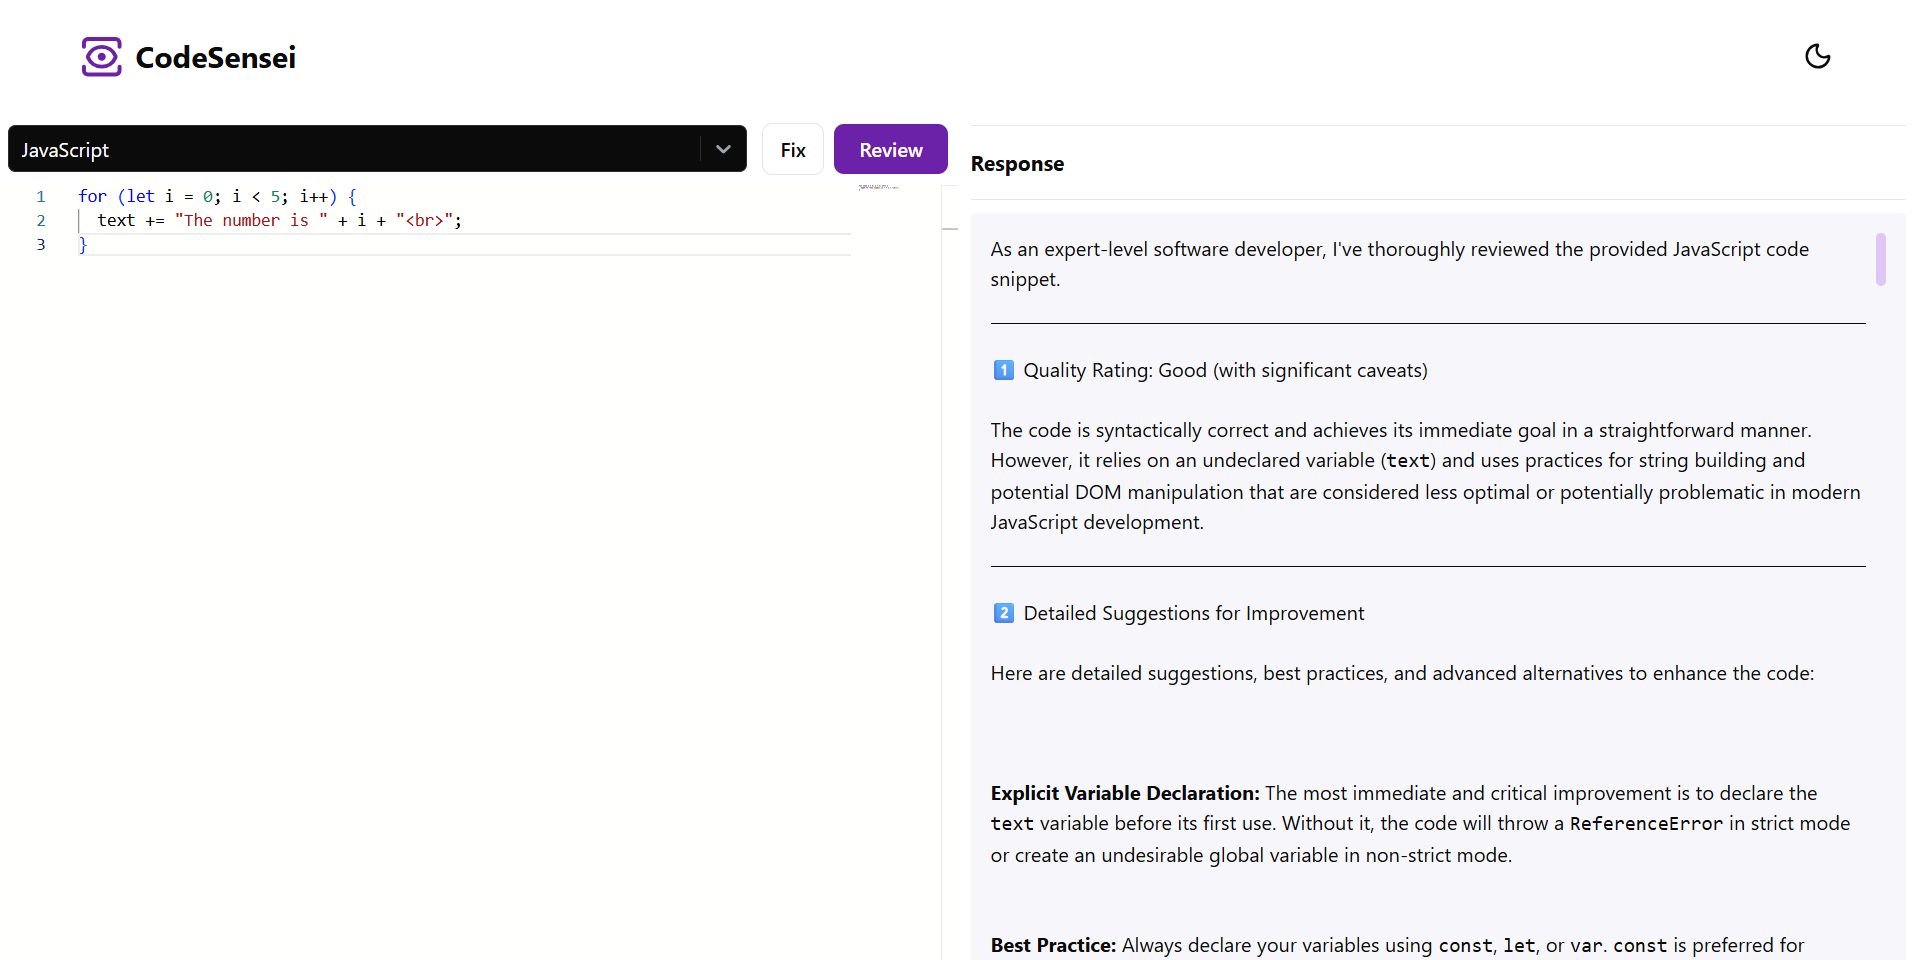 CodeSensei
JavaScript
Fix
Review
1 for (let i = 0; i < 5; i++) {
2 text += "The number is " + i + "<br>";
3 }
Response
As an expert-level software developer, I've thoroughly reviewed the provided JavaScript code
snippet.
1 Quality Rating: Good (with significant caveats)
The code is syntactically correct and achieves its immediate goal in a straightforward manner.
However, it relies on an undeclared variable (text) and uses practices for string building and
potential DOM manipulation that are considered less optimal or potentially problematic in modern
JavaScript development.
2 Detailed Suggestions for Improvement
Here are detailed suggestions, best practices, and advanced alternatives to enhance the code:
Explicit Variable Declaration: The most immediate and critical improvement is to declare the
text variable before its first use. Without it, the code will throw a ReferenceError in strict mode
or create an undesirable global variable in non-strict mode.
Best Practice: Always declare your variables using const, let, or var. const is preferred for